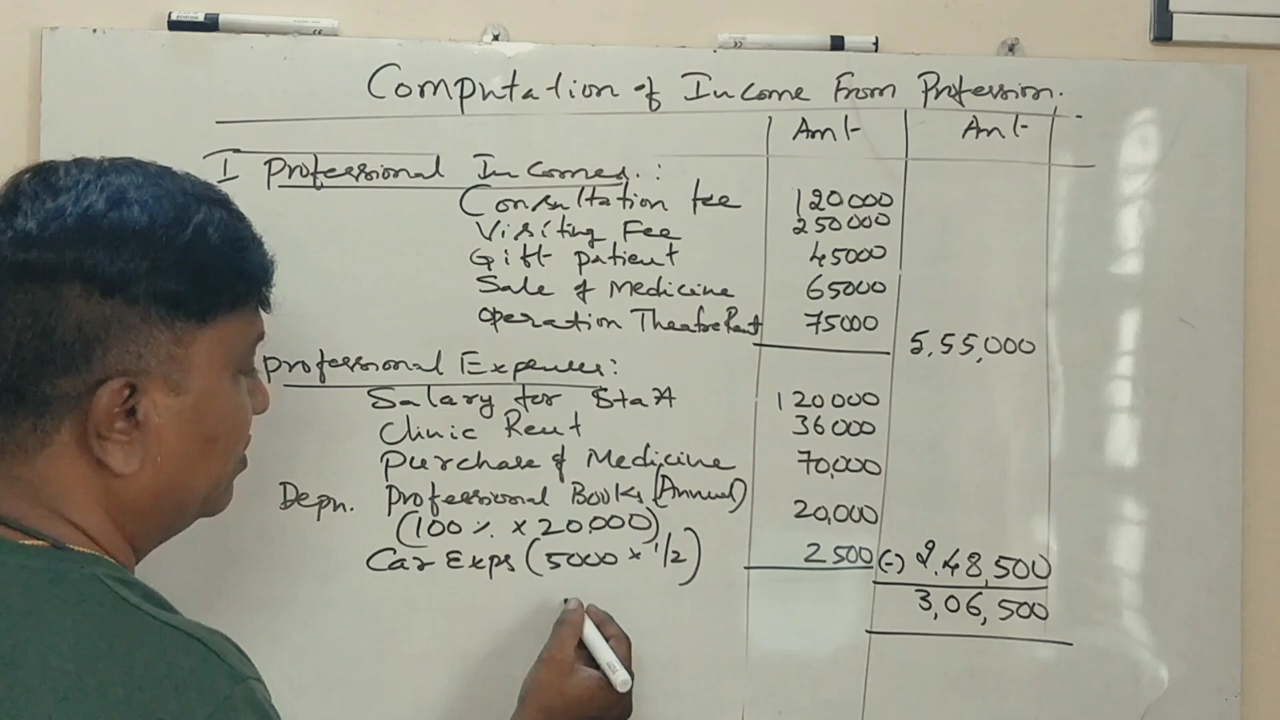 Computation of Income From Profession.
Amt Amt
I Professional Incomes:
Consultation fee 120000
Visiting Fee 250000
Gift patient 45000
Sale of Medicine 65000
Operation Theatre Rent 75000
5,55,000
Professional Expenses:
Salary for Staff 120000
Clinic Rent 36000
Purchase of Medicine 70,000
Depn. Professional Books (Annual) 20,000
(100% × 20,000)
Car Exps (5000 × 1/2) 2500 (-) 2,48,500
3,06,500